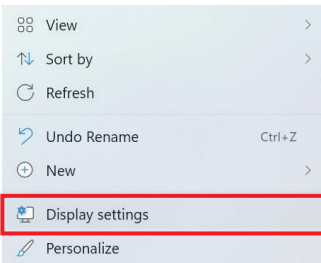 View
Sort by
Refresh
Undo Rename Ctrl+Z
New
Display settings
Personalize